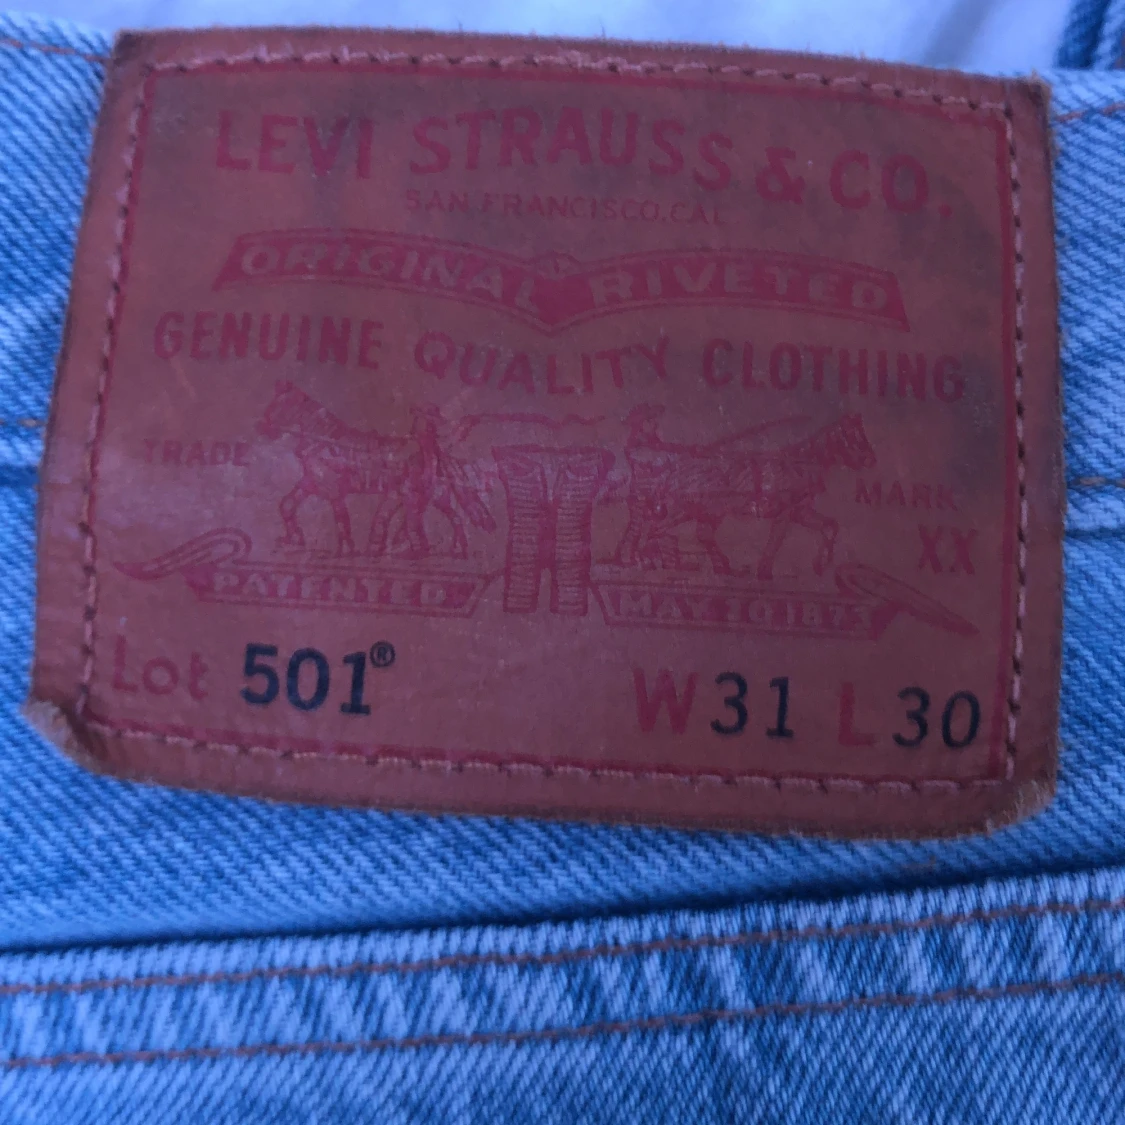 LEVI STRAUSS & CO.
SAN FRANCISCO, CAL
ORIGINAL RIVETED
GENUINE QUALITY CLOTHING
TRADE MARK
XX
PATENTED MAY 20 1873
Lot 501® W31 L30